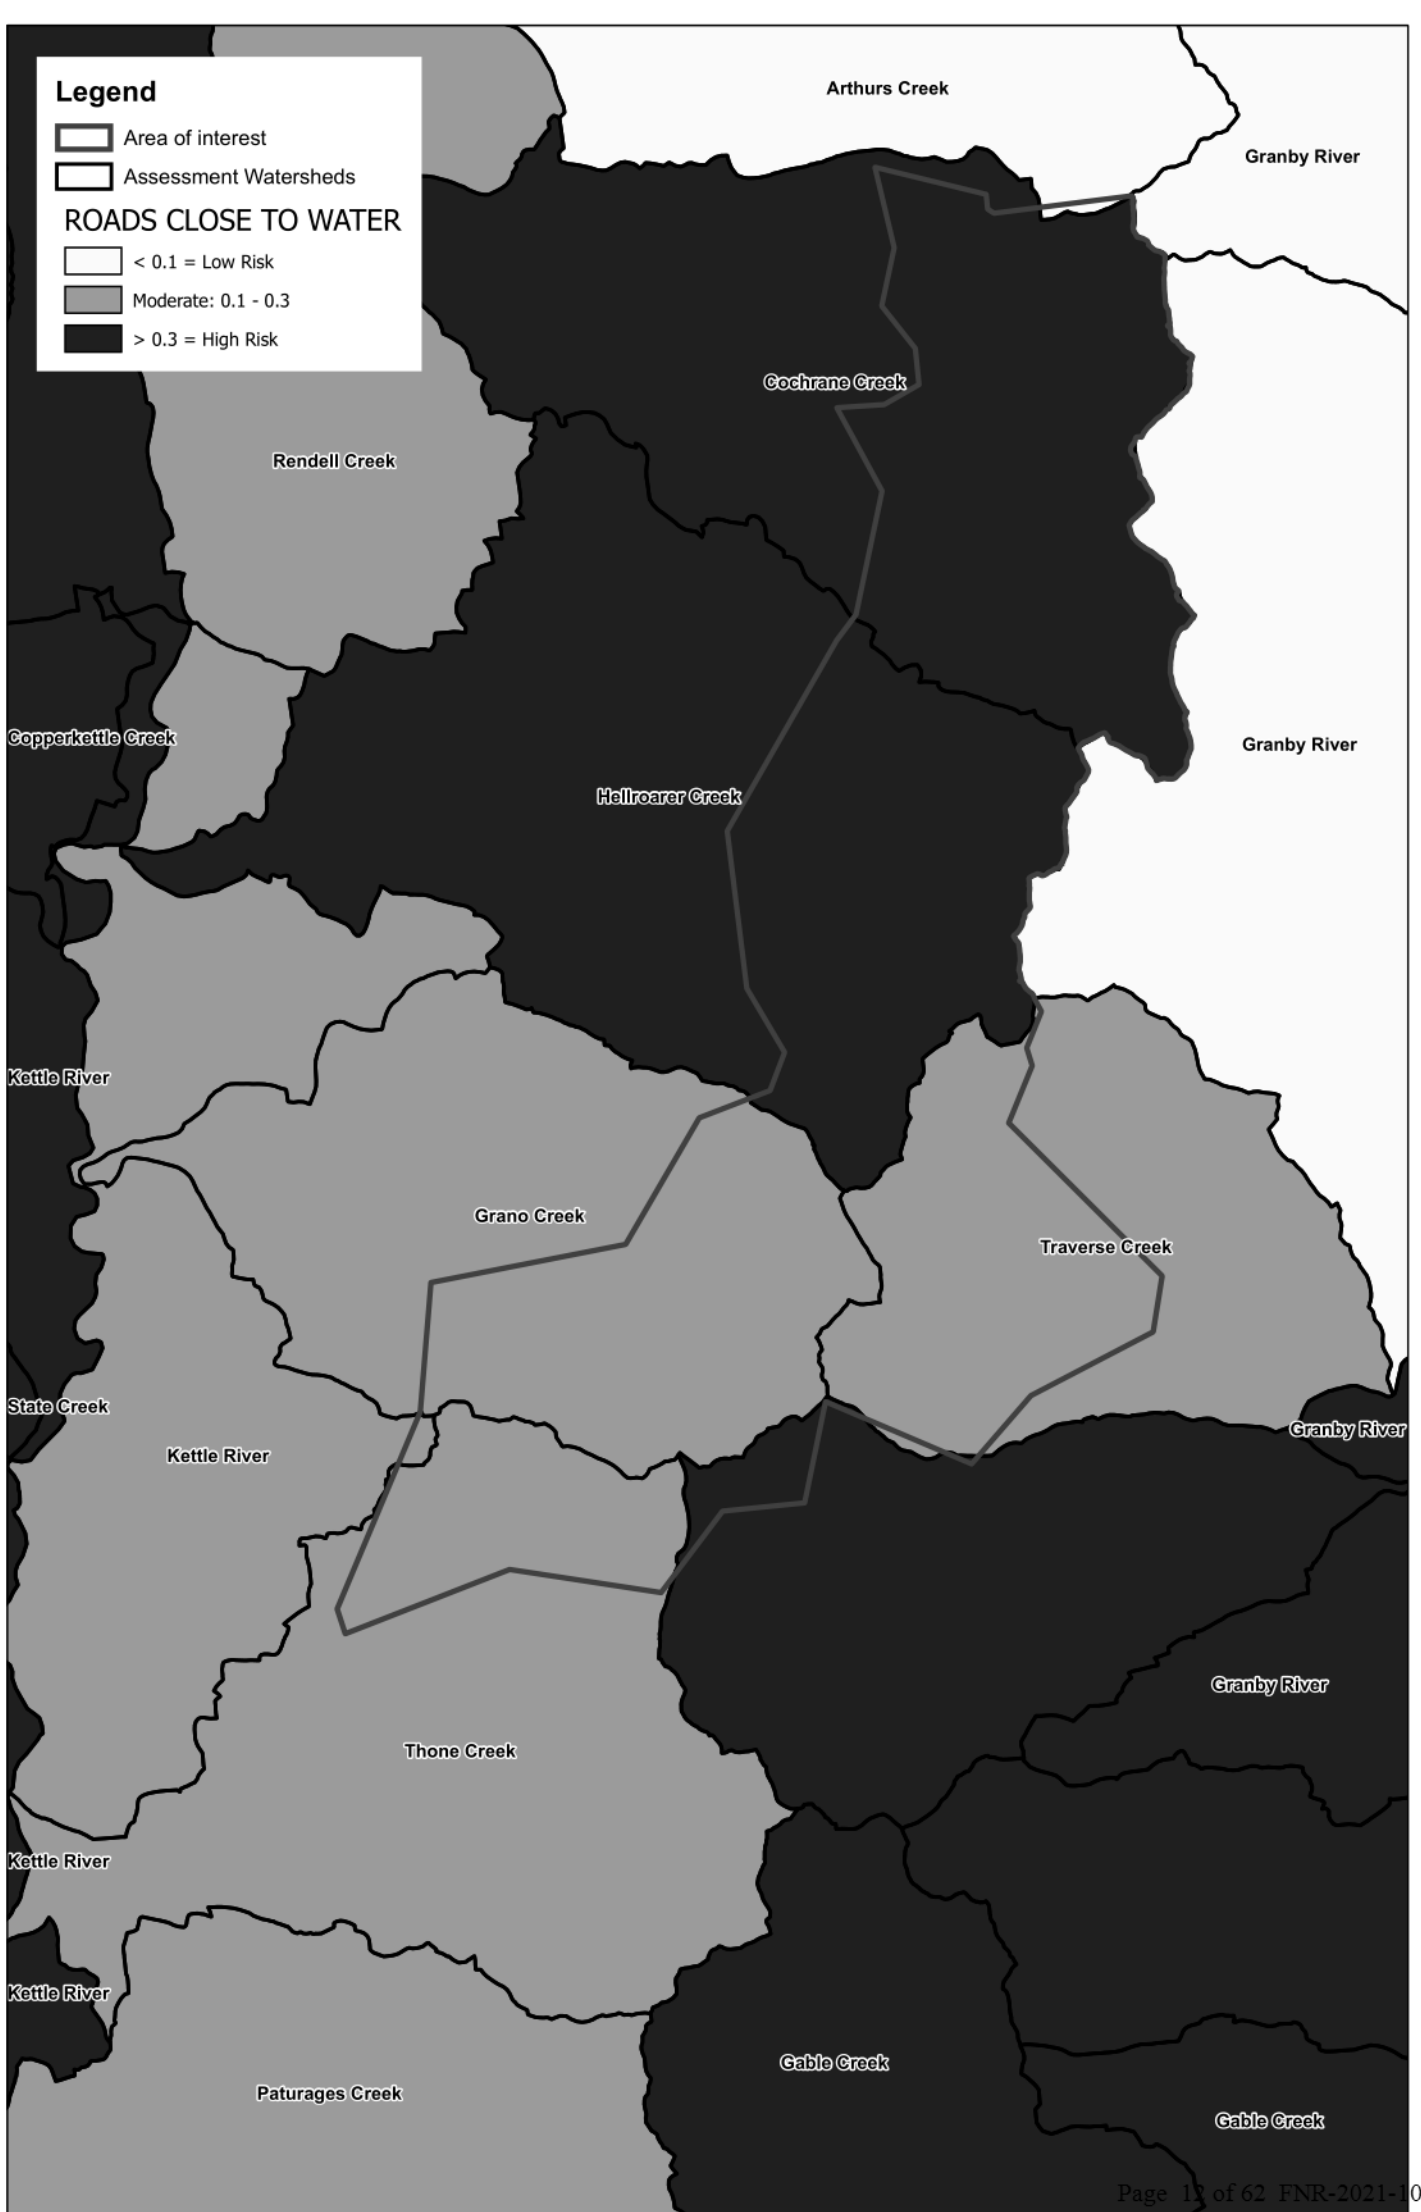 Legend
Area of interest
Assessment Watersheds
ROADS CLOSE TO WATER
< 0.1 = Low Risk
Moderate: 0.1 - 0.3
> 0.3 = High Risk
Arthurs Creek
Granby River
Cochrane Creek
Rendell Creek
Copperkettle Creek
Granby River
Hellroarer Creek
Kettle River
Grano Creek
Traverse Creek
State Creek
Granby River
Kettle River
Granby River
Thone Creek
Kettle River
Kettle River
Gable Creek
Paturages Creek
Gable Creek
Page 12 of 62 FNR-2021-10